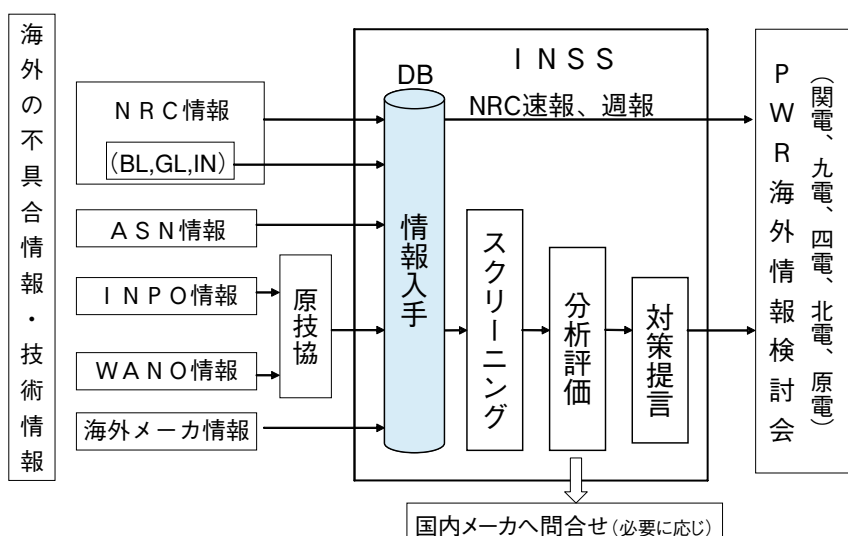 海外の不具合情報・技術情報
ＮＲＣ情報
(BL,GL,IN)
ＡＳＮ情報
ＩＮＰＯ情報
ＷＡＮＯ情報
海外メーカ情報
原技協
ＩＮＳＳ
DB
情報入手
NRC速報、週報
スクリーニング
分析評価
対策提言
国内メーカへ問合せ（必要に応じ）
ＰＷＲ海外情報検討会
（関電、九電、四電、北電、原電）